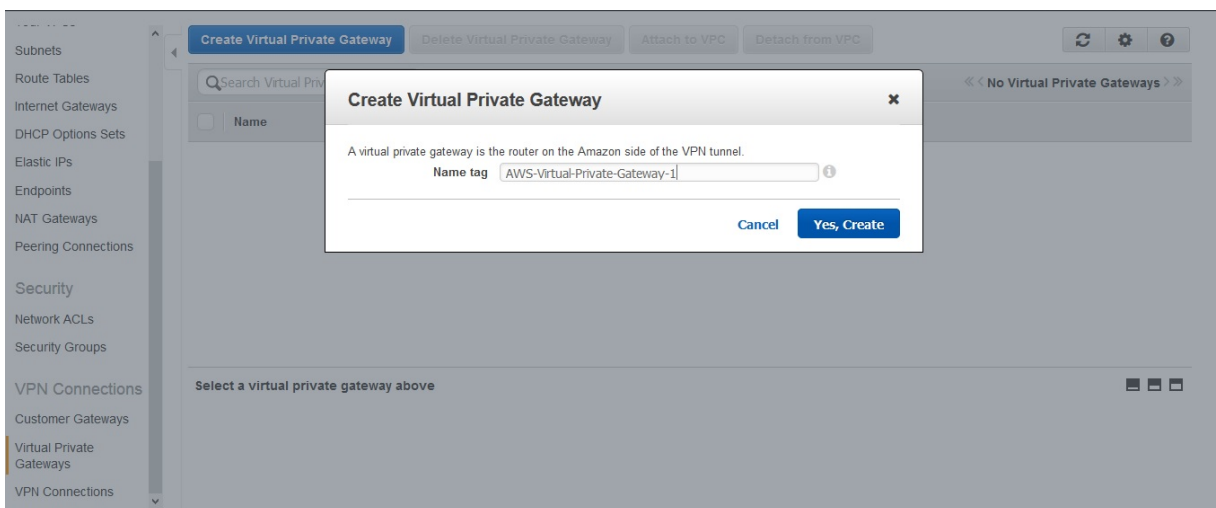 Subnets
Route Tables
Internet Gateways
DHCP Options Sets
Elastic IPs
Endpoints
NAT Gateways
Peering Connections
Security
Network ACLs
Security Groups
VPN Connections
Customer Gateways
Virtual Private
Gateways
VPN Connections
Create Virtual Private Gateway Delete Virtual Private Gateway Attach to VPC Detach from VPC
Search Virtual Priv
No Virtual Private Gateways
Name
Create Virtual Private Gateway
A virtual private gateway is the router on the Amazon side of the VPN tunnel.
Name tag AWS-Virtual-Private-Gateway-1
Cancel Yes, Create
Select a virtual private gateway above